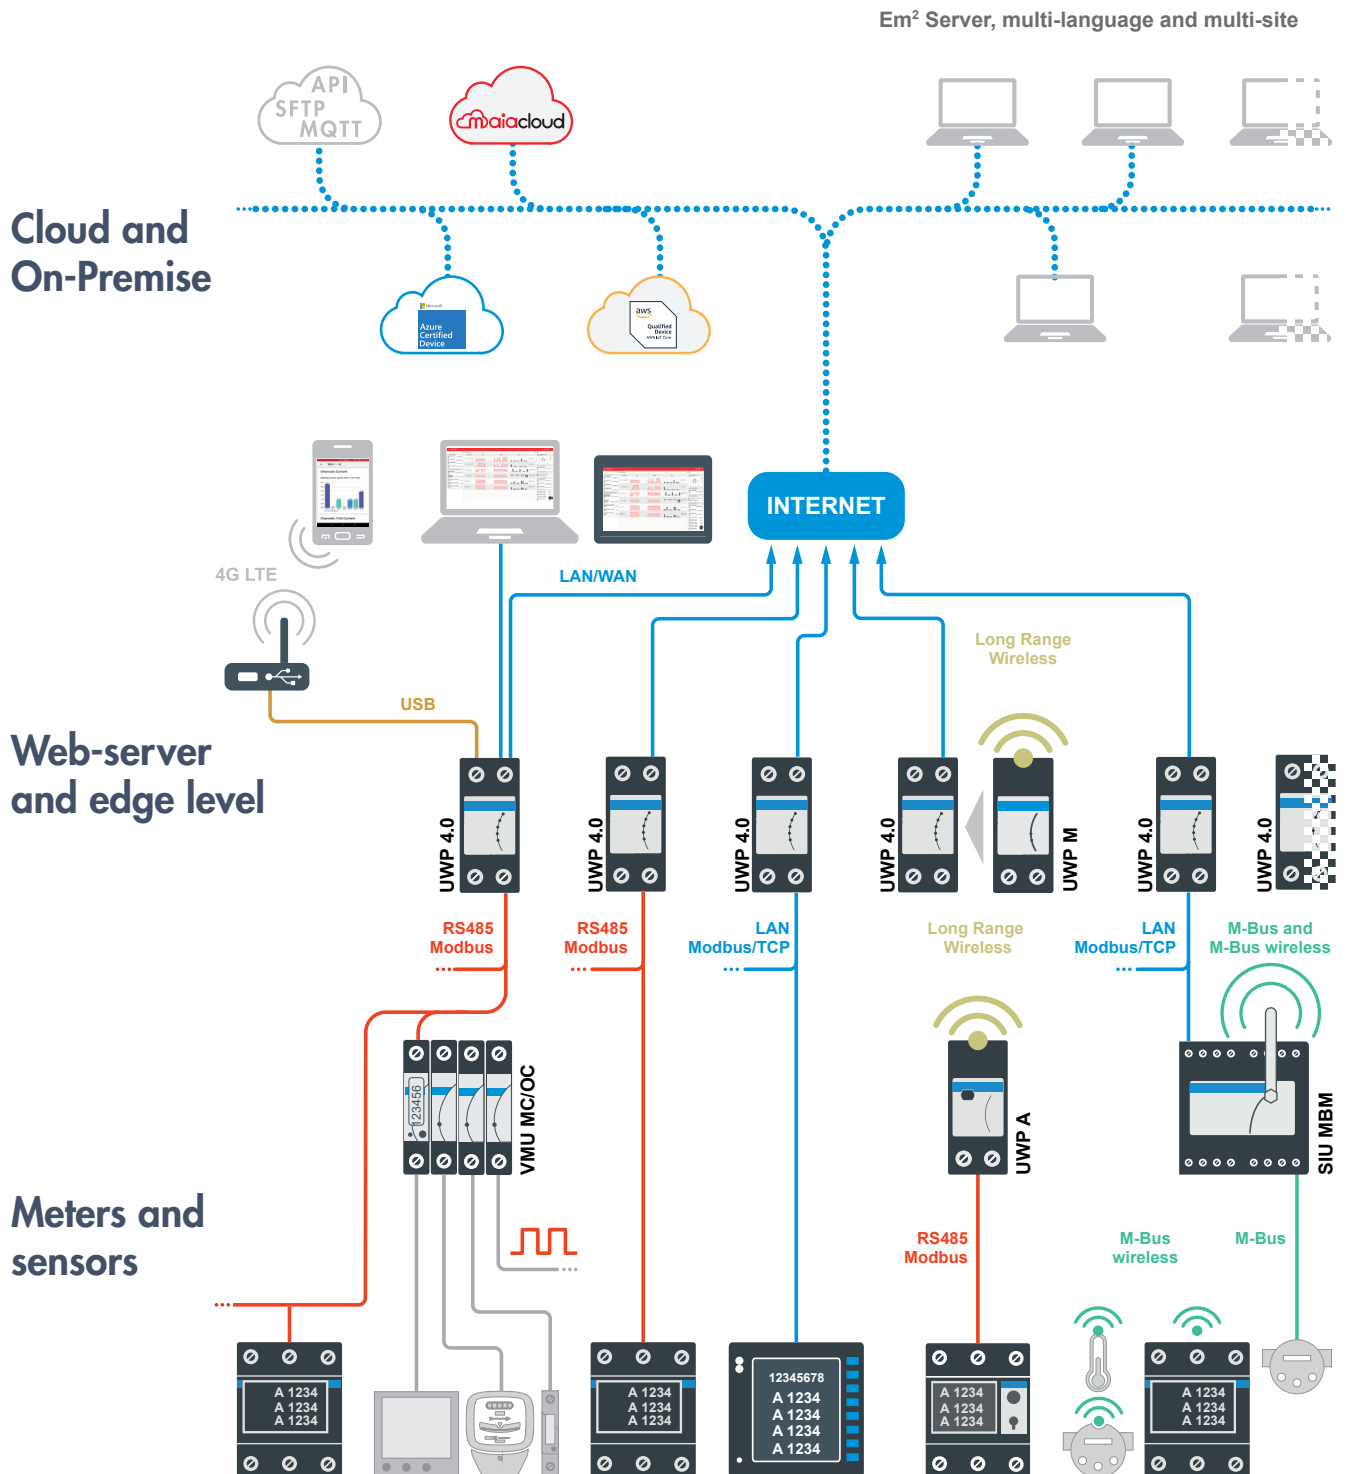 Em² Server, multi-language and multi-site
API
SFTP
MQTT
maiacloud
Cloud and
On-Premise
Microsoft
Azure
Certified
Device
aws
Qualified
Device
AWS IoT Core
INTERNET
4G LTE
LAN/WAN
Long Range
Wireless
USB
Web-server
and edge level
UWP 4.0
UWP 4.0
UWP 4.0
UWP 4.0
UWP M
UWP 4.0
UWP 4.0
RS485
Modbus
RS485
Modbus
LAN
Modbus/TCP
Long Range
Wireless
LAN
Modbus/TCP
M-Bus and
M-Bus wireless
123456
VMU MC/OC
UWP A
SIU MBM
Meters and
sensors
RS485
Modbus
M-Bus
wireless
M-Bus
A 1234
A 1234
A 1234
A 1234
A 1234
A 1234
12345678
A 1234
A 1234
A 1234
A 1234
A 1234
A 1234
A 1234
A 1234
A 1234
A 1234